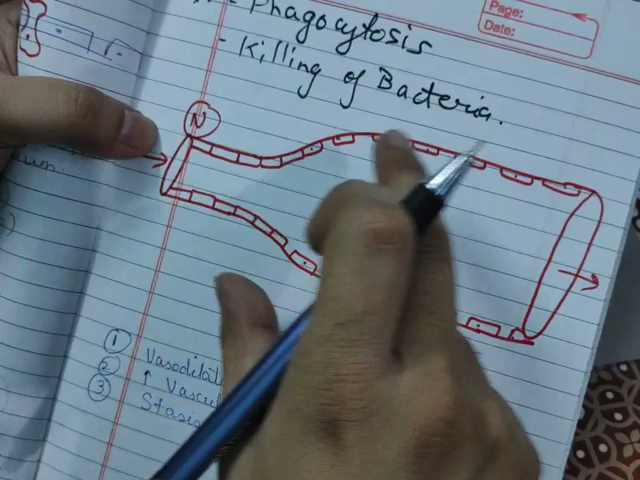 Page:
Date:
- Phagocytosis
- Killing of Bacteria.
N
① Vasodilat
② ↑ Vascu
③ Stasis